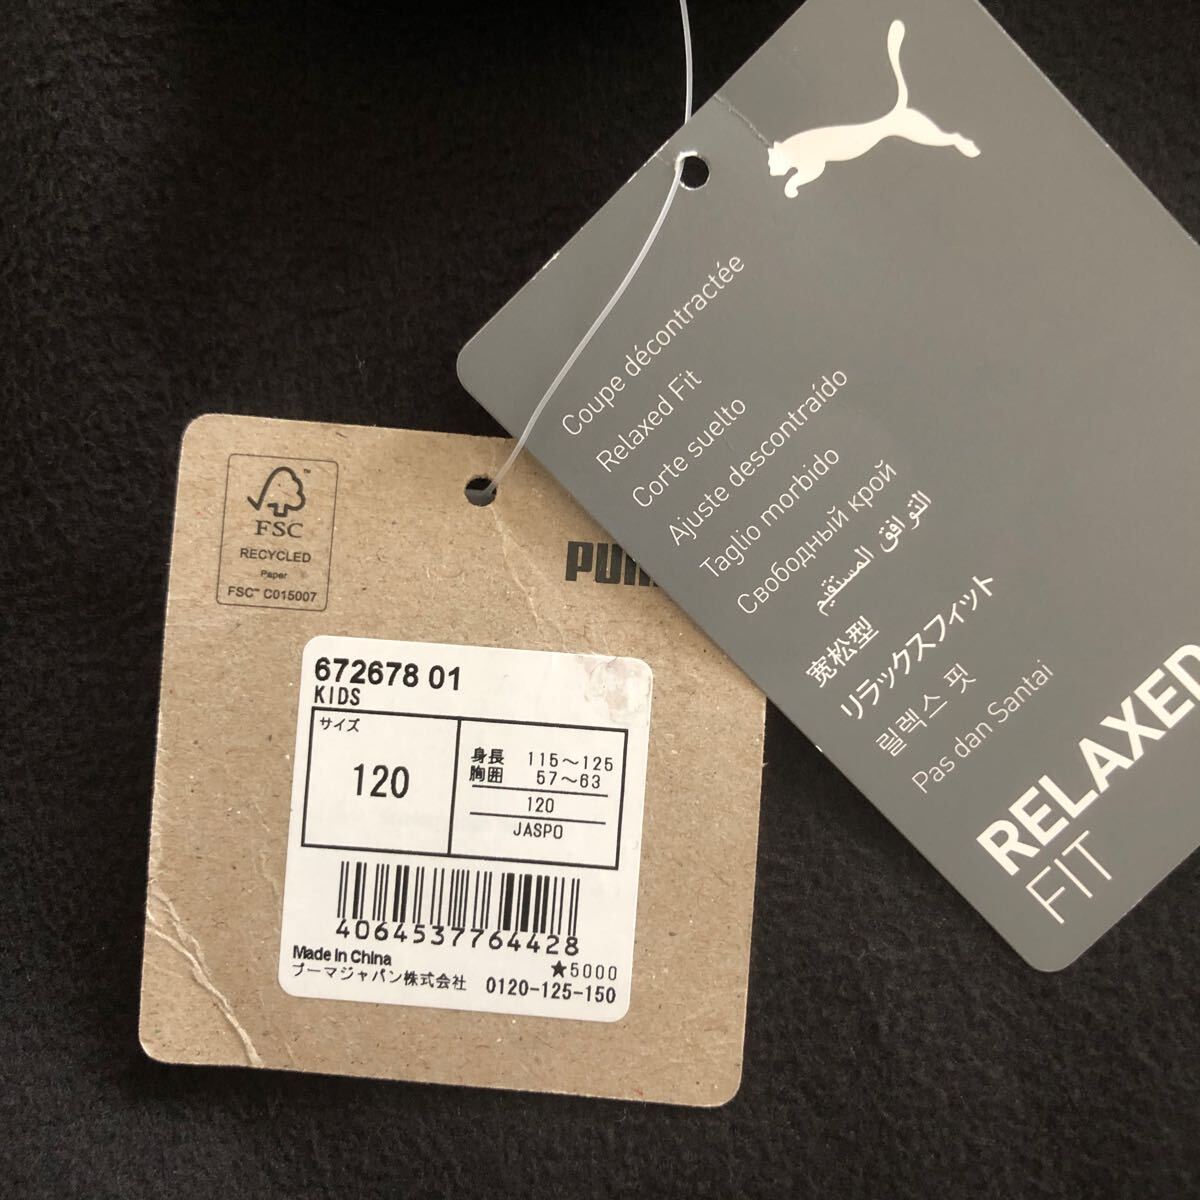 Coupe décontractée
Relaxed Fit
Corte suelto
Ajuste descontraído
Taglio morbido
Свободный крой
التوافق المستقيم
宽松型
リラックスフィット
릴렉스 핏
Pas dan Santai
RELAXED
FIT
FSC™
RECYCLED
Paper
FSC™ C015007
672678 01
KIDS
サイズ
120
身長 115～125
胸囲 57～63
120
JASPO
4064537764428
Made in China
★5000
プーマジャパン株式会社 0120-125-150